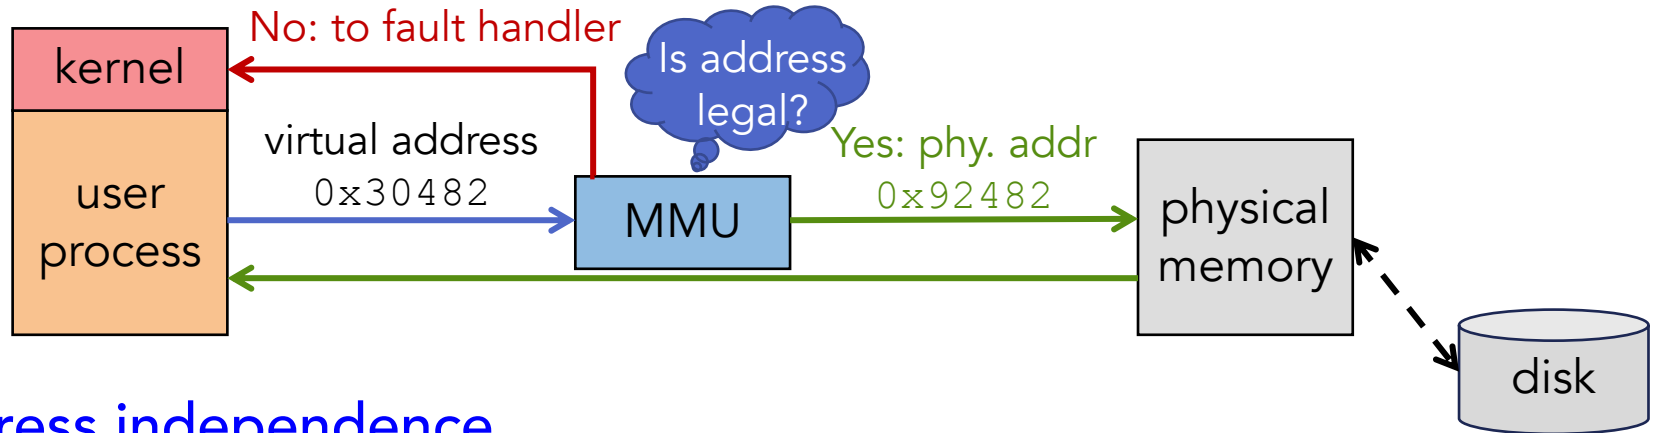 No: to fault handler
kernel
Is address
legal?
virtual address
0x30482
Yes: phy. addr
0x92482
user
process
MMU
physical
memory
disk
independence